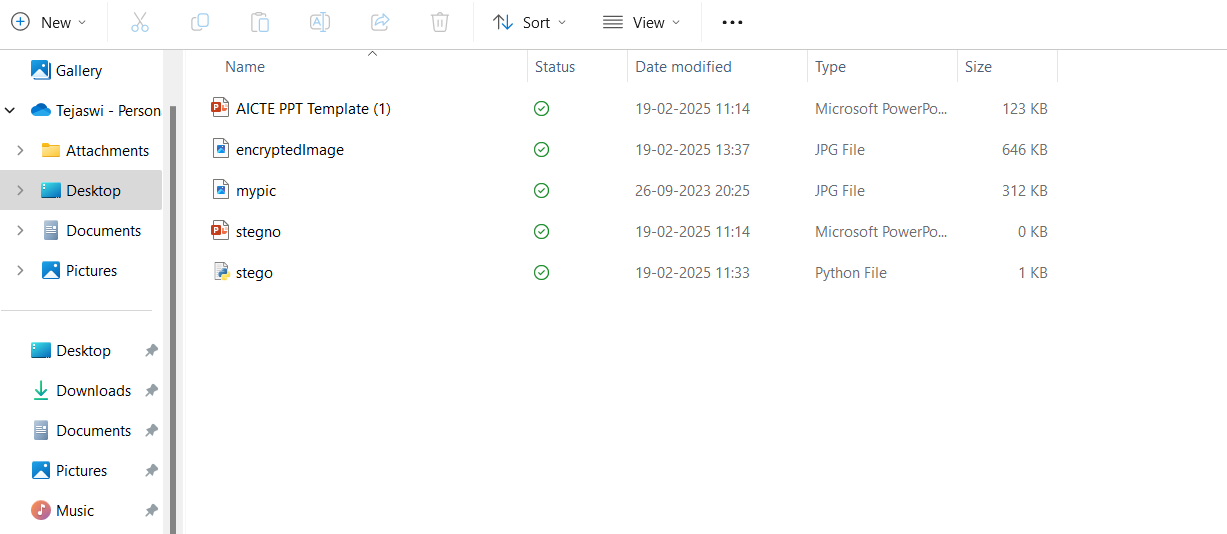 New Sort View •••
Gallery
Tejaswi - Person
Attachments
Desktop
Documents
Pictures
Desktop
Downloads
Documents
Pictures
Music
Name Status Date modified Type Size
AICTE PPT Template (1) 19-02-2025 11:14 Microsoft PowerPo... 123 KB
encryptedImage 19-02-2025 13:37 JPG File 646 KB
mypic 26-09-2023 20:25 JPG File 312 KB
stegno 19-02-2025 11:14 Microsoft PowerPo... 0 KB
stego 19-02-2025 11:33 Python File 1 KB